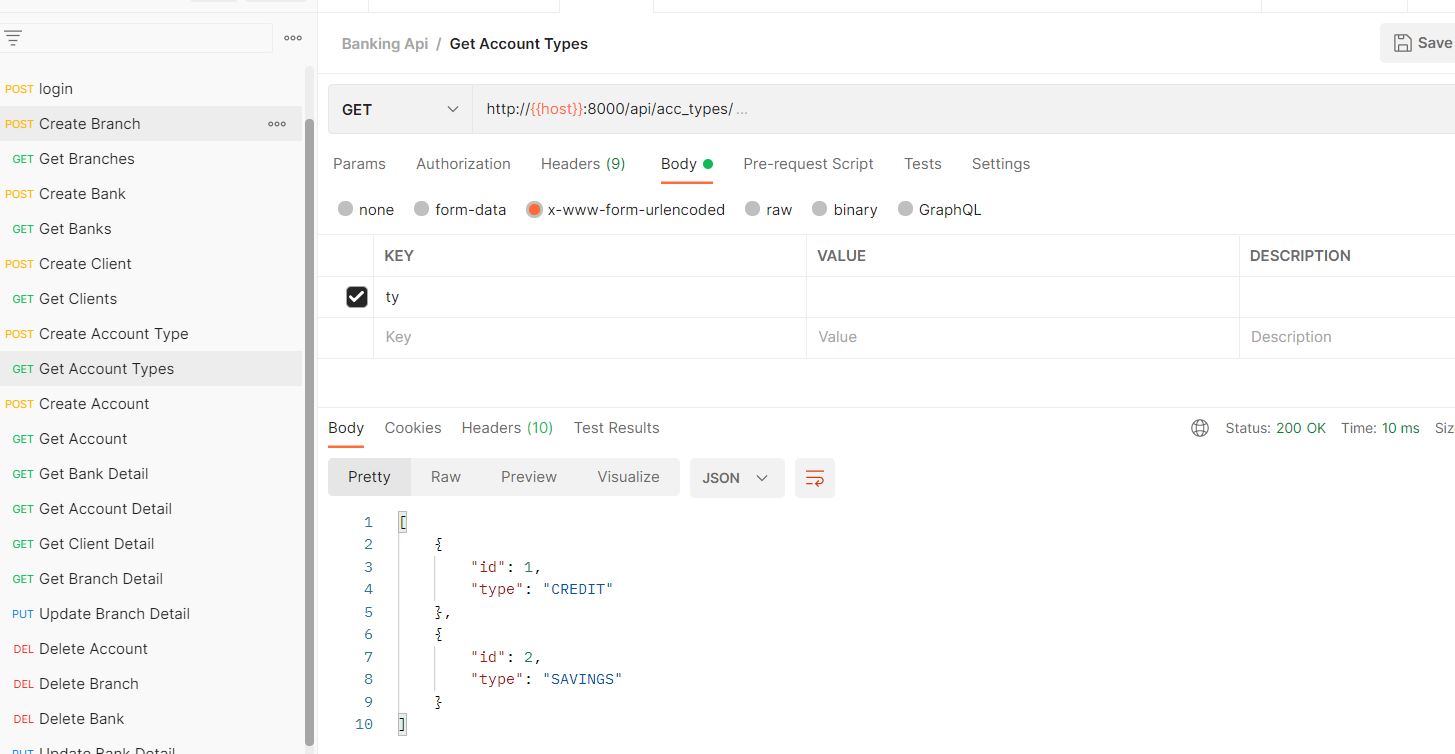 POST login
POST Create Branch
GET Get Branches
POST Create Bank
GET Get Banks
POST Create Client
GET Get Clients
POST Create Account Type
GET Get Account Types
POST Create Account
GET Get Account
GET Get Bank Detail
GET Get Account Detail
GET Get Client Detail
GET Get Branch Detail
PUT Update Branch Detail
DEL Delete Account
DEL Delete Branch
DEL Delete Bank
PUT Update Bank Detail
Banking Api / Get Account Types
Save
GET http://{{host}}:8000/api/acc_types/ ...
Params Authorization Headers (9) Body Pre-request Script Tests Settings
none form-data x-www-form-urlencoded raw binary GraphQL
KEY VALUE DESCRIPTION
ty
Key Value Description
Body Cookies Headers (10) Test Results Status: 200 OK Time: 10 ms Siz
Pretty Raw Preview Visualize JSON
1 [
2 {
3 "id": 1,
4 "type": "CREDIT"
5 },
6 {
7 "id": 2,
8 "type": "SAVINGS"
9 }
10 ]